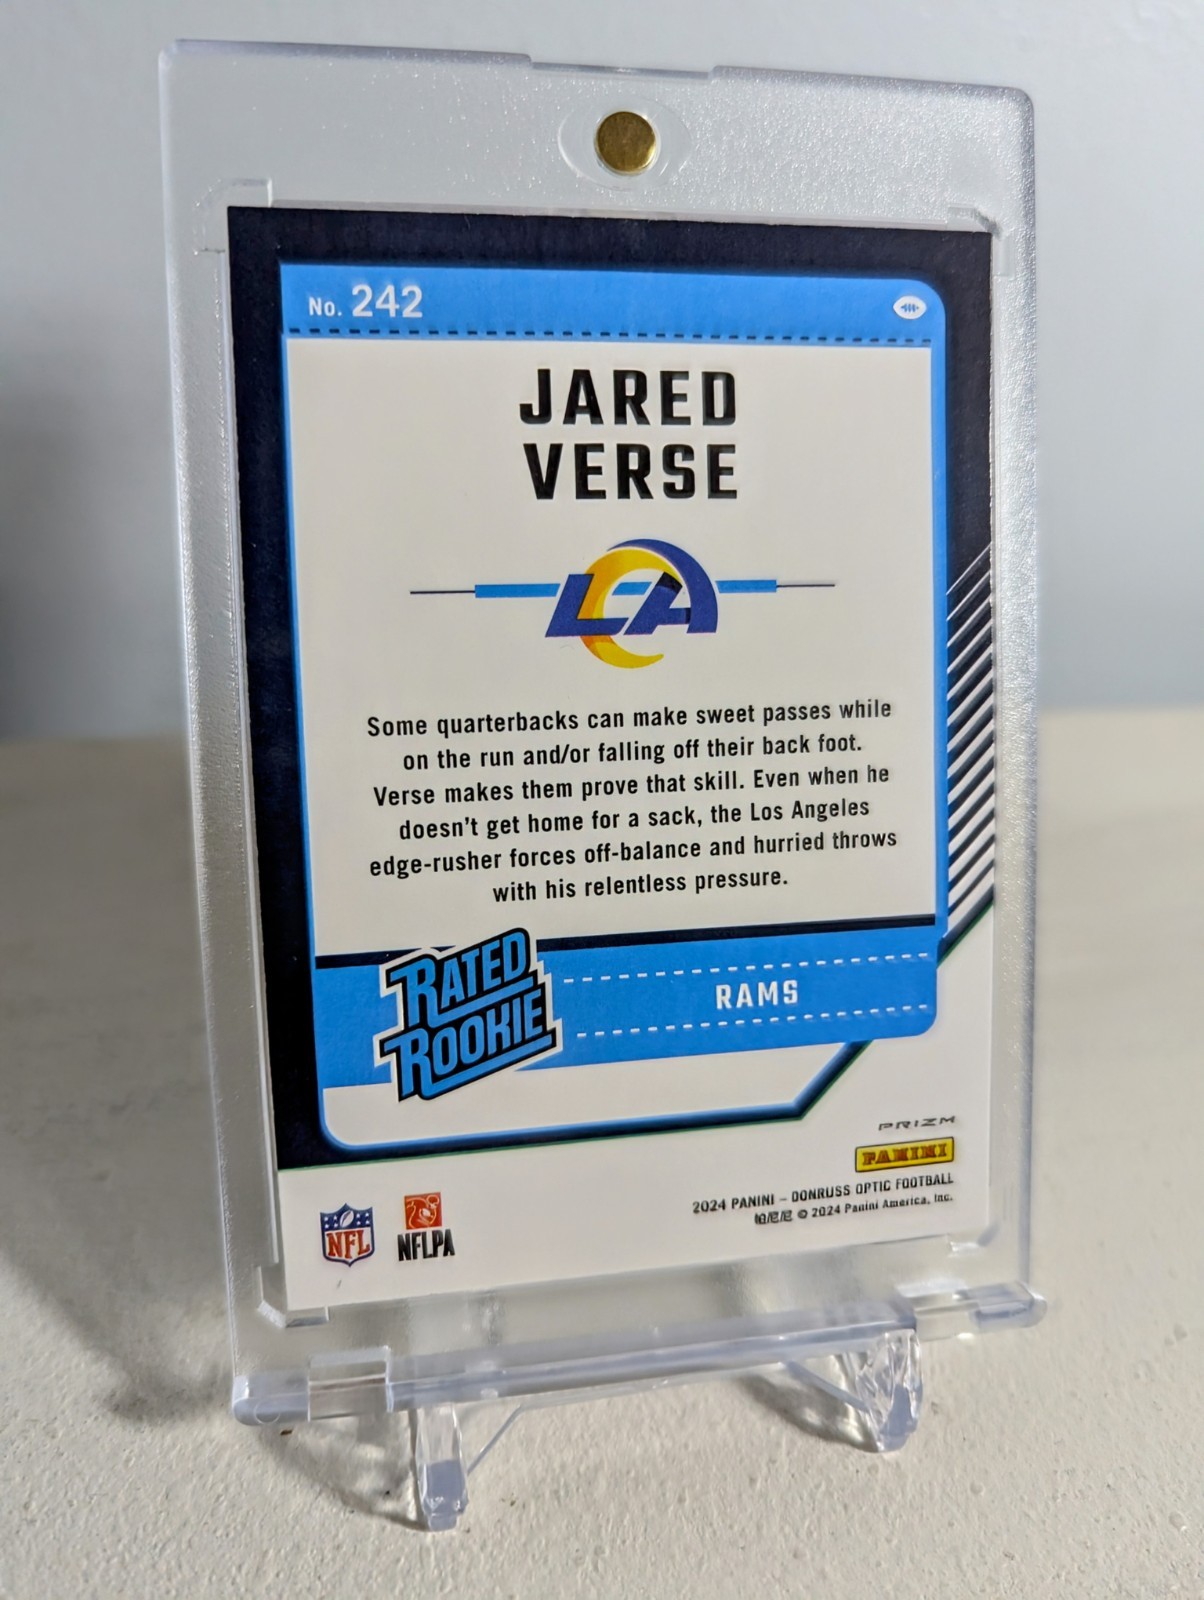 No. 242
JARED
VERSE
LA
Some quarterbacks can make sweet passes while
on the run and/or falling off their back foot.
Verse makes them prove that skill. Even when he
doesn't get home for a sack, the Los Angeles
edge-rusher forces off-balance and hurried throws
with his relentless pressure.
RATED
ROOKIE
RAMS
PRIZM
PANINI
2024 PANINI – DONRUSS OPTIC FOOTBALL
帕尼尼 © 2024 Panini America, Inc.
NFL
NFLPA